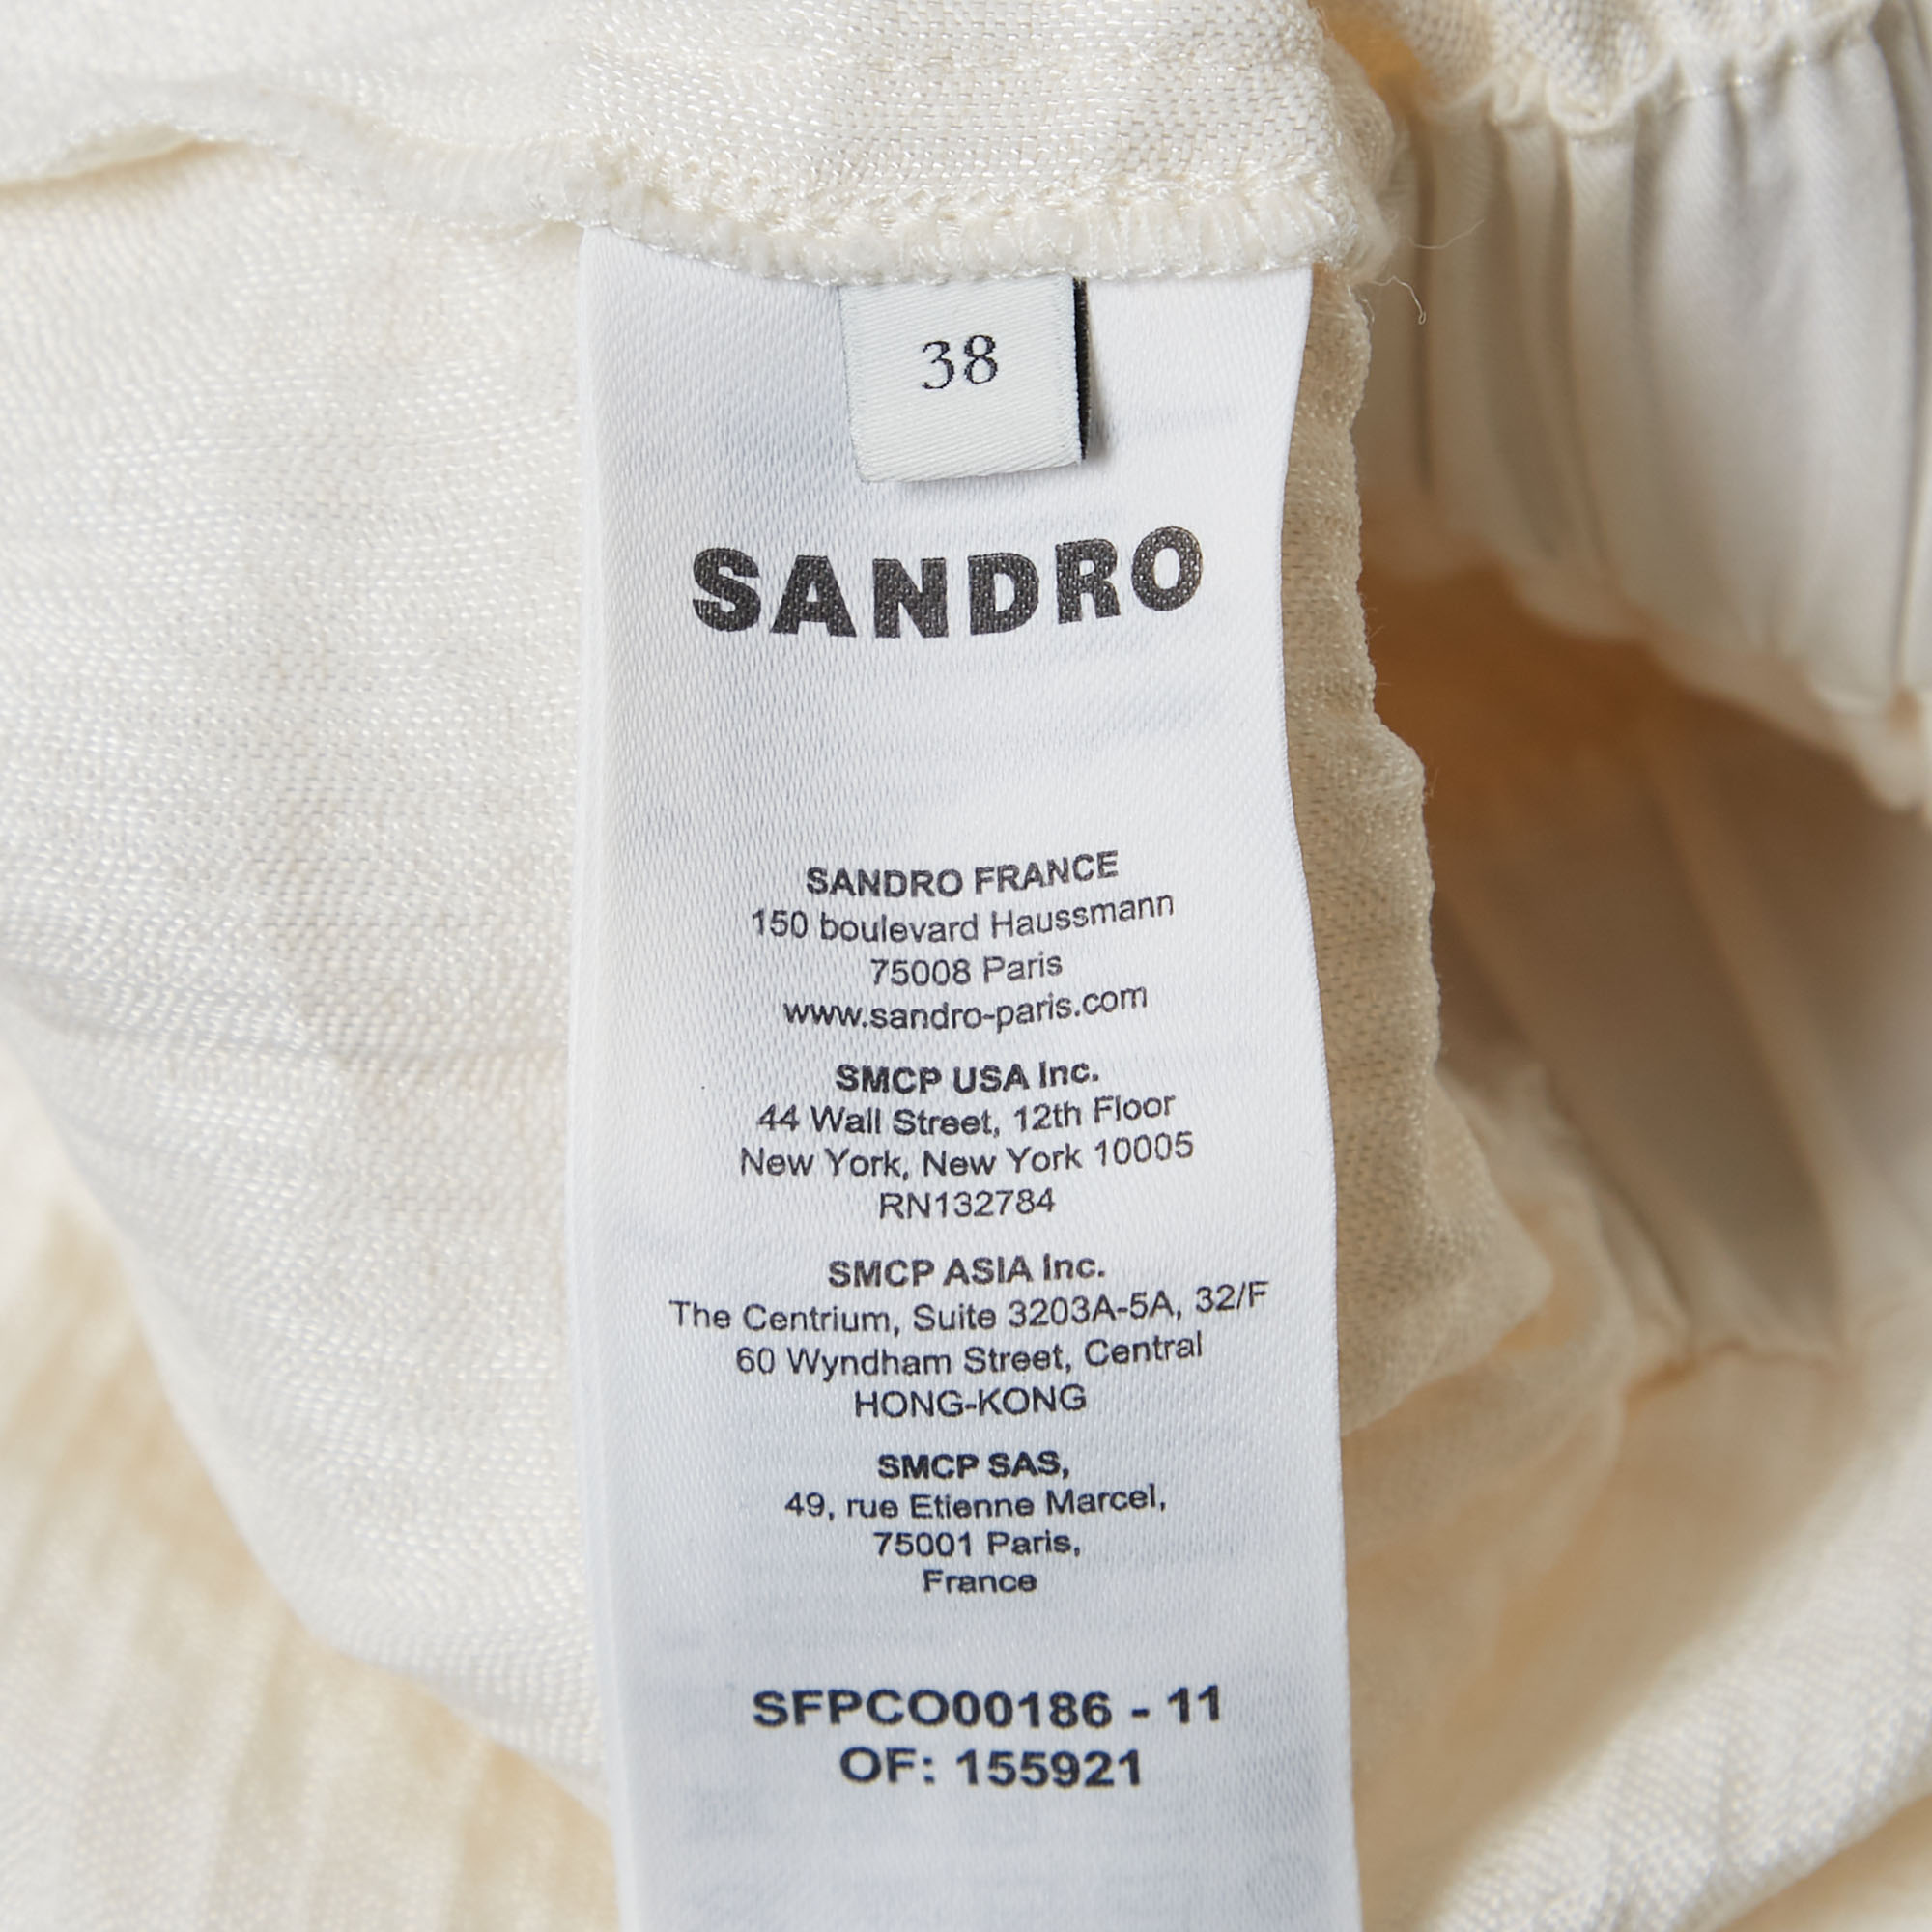 38
SANDRO
SANDRO FRANCE
150 boulevard Haussmann
75008 Paris
www.sandro-paris.com
SMCP USA Inc.
44 Wall Street, 12th Floor
New York, New York 10005
RN132784
SMCP ASIA Inc.
The Centrium, Suite 3203A-5A, 32/F
60 Wyndham Street, Central
HONG-KONG
SMCP SAS,
49, rue Etienne Marcel,
75001 Paris,
France
SFPCO00186 - 11
OF: 155921